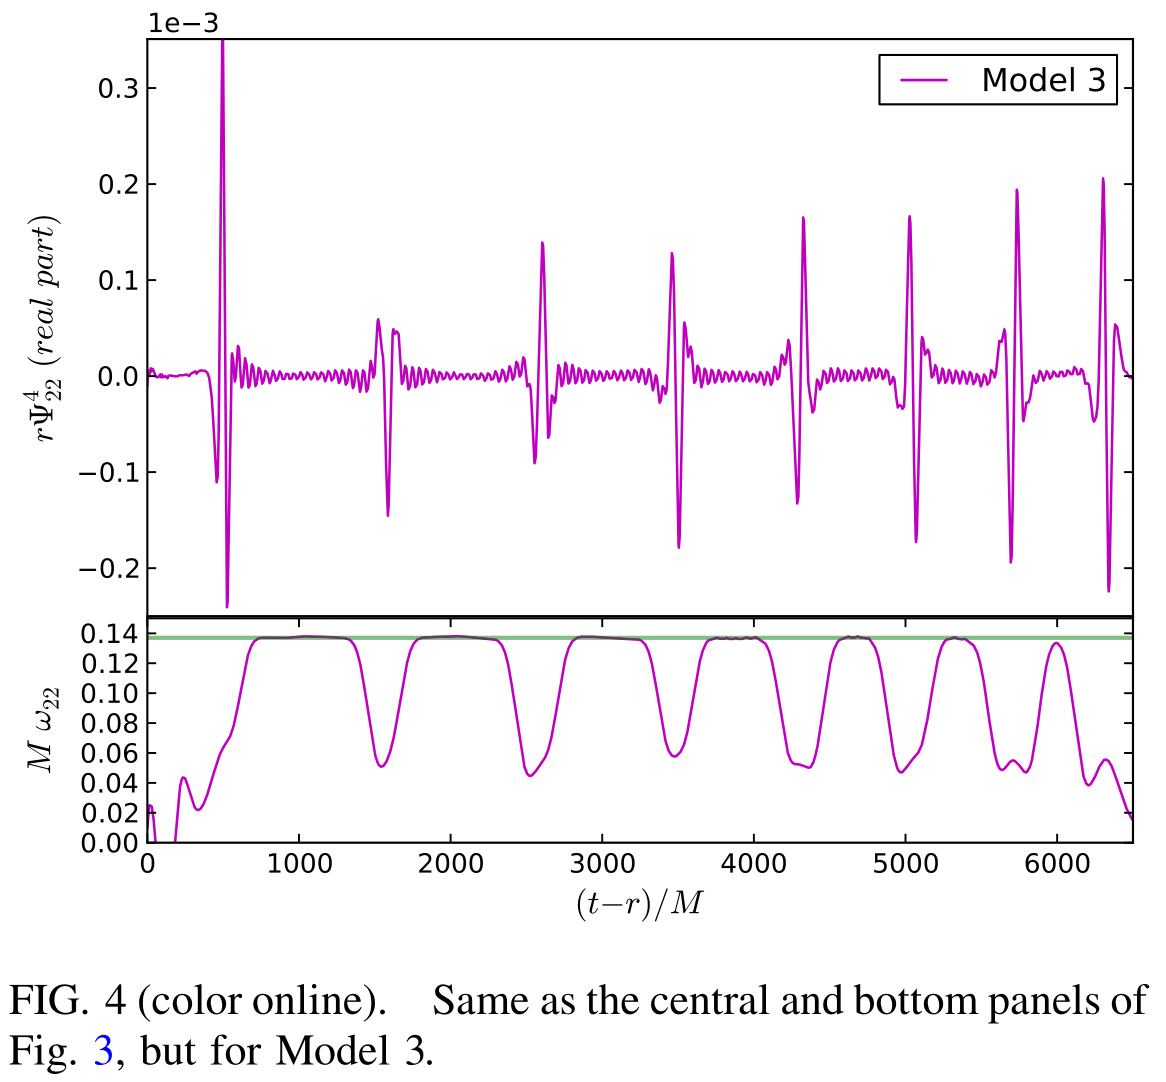 1e−3
Model 3
0.3
0.2
0.1
0.0
−0.1
−0.2
rΨ⁴₂₂ (real part)
0.14
0.12
0.10
0.08
0.06
0.04
0.02
0.00
M ω₂₂
0 1000 2000 3000 4000 5000 6000
(t−r)/M
FIG. 4 (color online). Same as the central and bottom panels of
Fig. 3, but for Model 3.